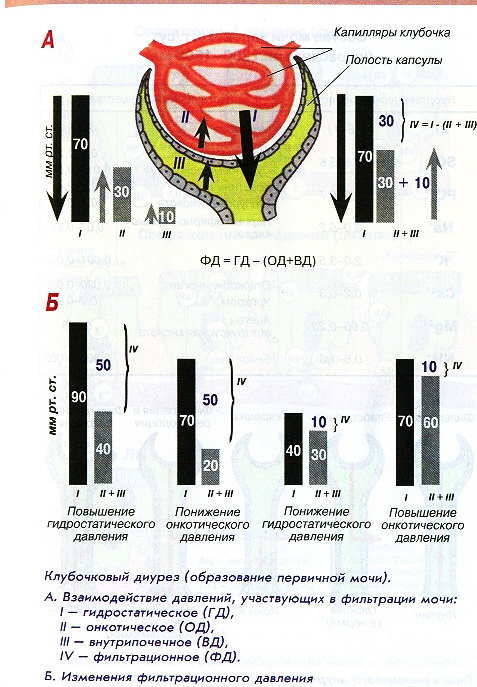 А
Капилляры клубочка
Полость капсулы
II
I
III
мм рт. ст.
70
30
10
I
II
III
30
IV = I - (II + III)
70
30 + 10
I
II + III
ФД = ГД – (ОД+ВД)
Б
мм рт. ст.
90
50
IV
40
I
II + III
70
50
IV
20
I
II + III
40
10
IV
30
I
II + III
70
10
IV
60
I
II + III
Повышение
гидростатического
давления
Понижение
онкотического
давления
Понижение
гидростатического
давления
Повышение
онкотического
давления
Клубочковый диурез (образование первичной мочи).
А. Взаимодействие давлений, участвующих в фильтрации мочи:
I – гидростатическое (ГД),
II – онкотическое (ОД),
III – внутрипочечное (ВД),
IV – фильтрационное (ФД).
Б. Изменения фильтрационного давления